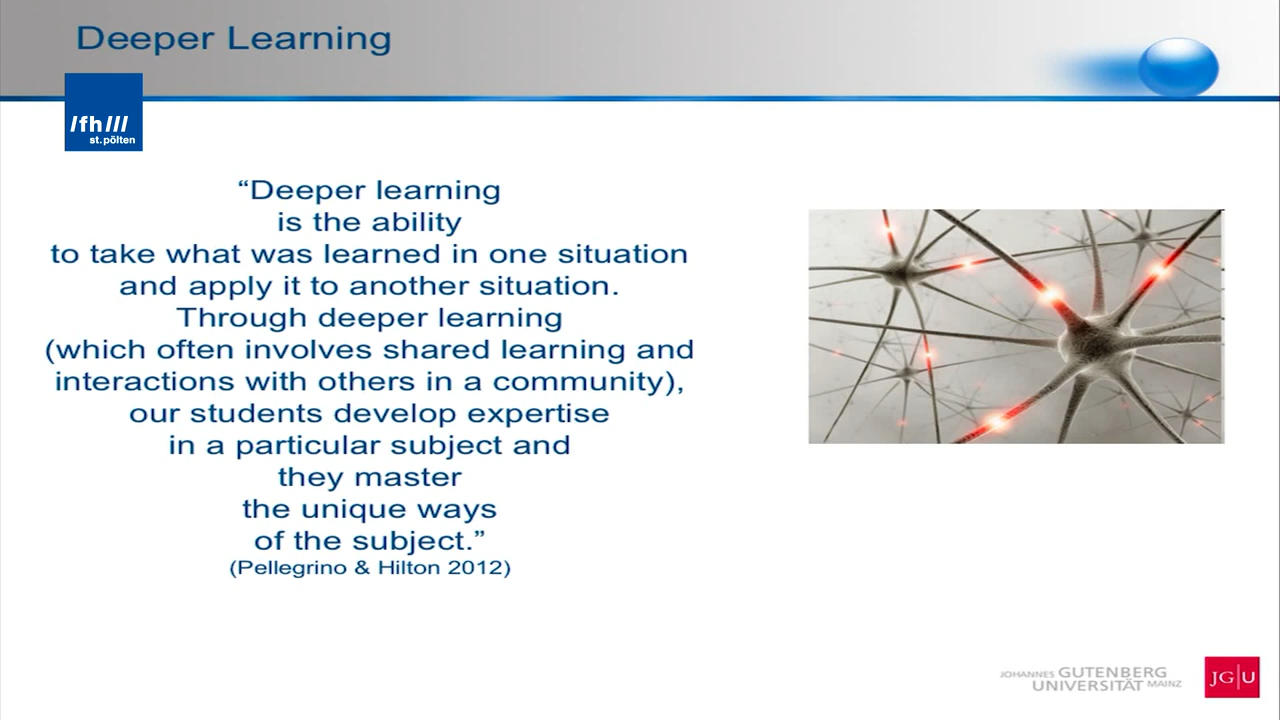 Deeper Learning
/fh///
st.pölten
“Deeper learning
is the ability
to take what was learned in one situation
and apply it to another situation.
Through deeper learning
(which often involves shared learning and
interactions with others in a community),
our students develop expertise
in a particular subject and
they master
the unique ways
of the subject.”
(Pellegrino & Hilton 2012)
JOHANNES GUTENBERG
UNIVERSITÄT MAINZ
JG|U